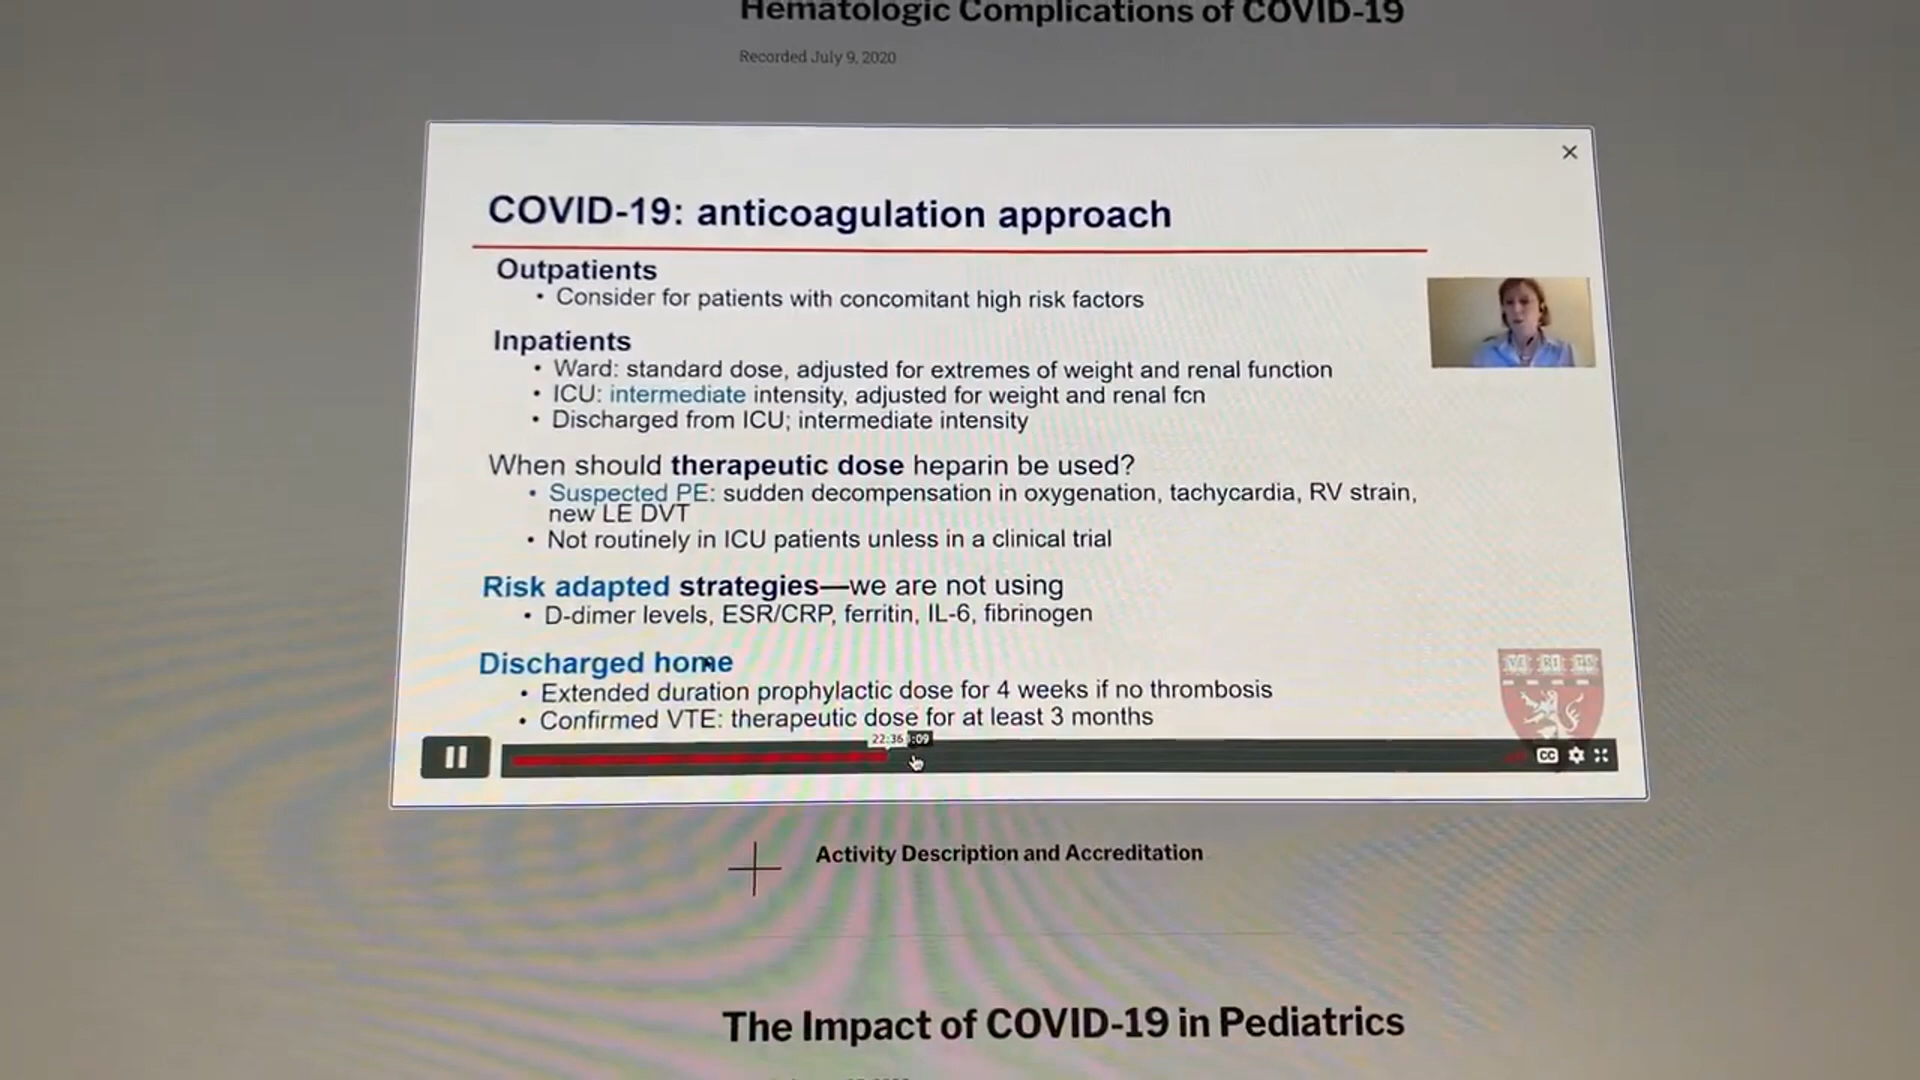 Hematologic Complications of COVID-19
Recorded July 9, 2020
COVID-19: anticoagulation approach
Outpatients
• Consider for patients with concomitant high risk factors
Inpatients
• Ward: standard dose, adjusted for extremes of weight and renal function
• ICU: intermediate intensity, adjusted for weight and renal fcn
• Discharged from ICU; intermediate intensity
When should therapeutic dose heparin be used?
• Suspected PE: sudden decompensation in oxygenation, tachycardia, RV strain,
new LE DVT
• Not routinely in ICU patients unless in a clinical trial
Risk adapted strategies—we are not using
• D-dimer levels, ESR/CRP, ferritin, IL-6, fibrinogen
Discharged home
• Extended duration prophylactic dose for 4 weeks if no thrombosis
• Confirmed VTE: therapeutic dose for at least 3 months
VE RI TAS
22:36 :09
CC
Activity Description and Accreditation
The Impact of COVID-19 in Pediatrics